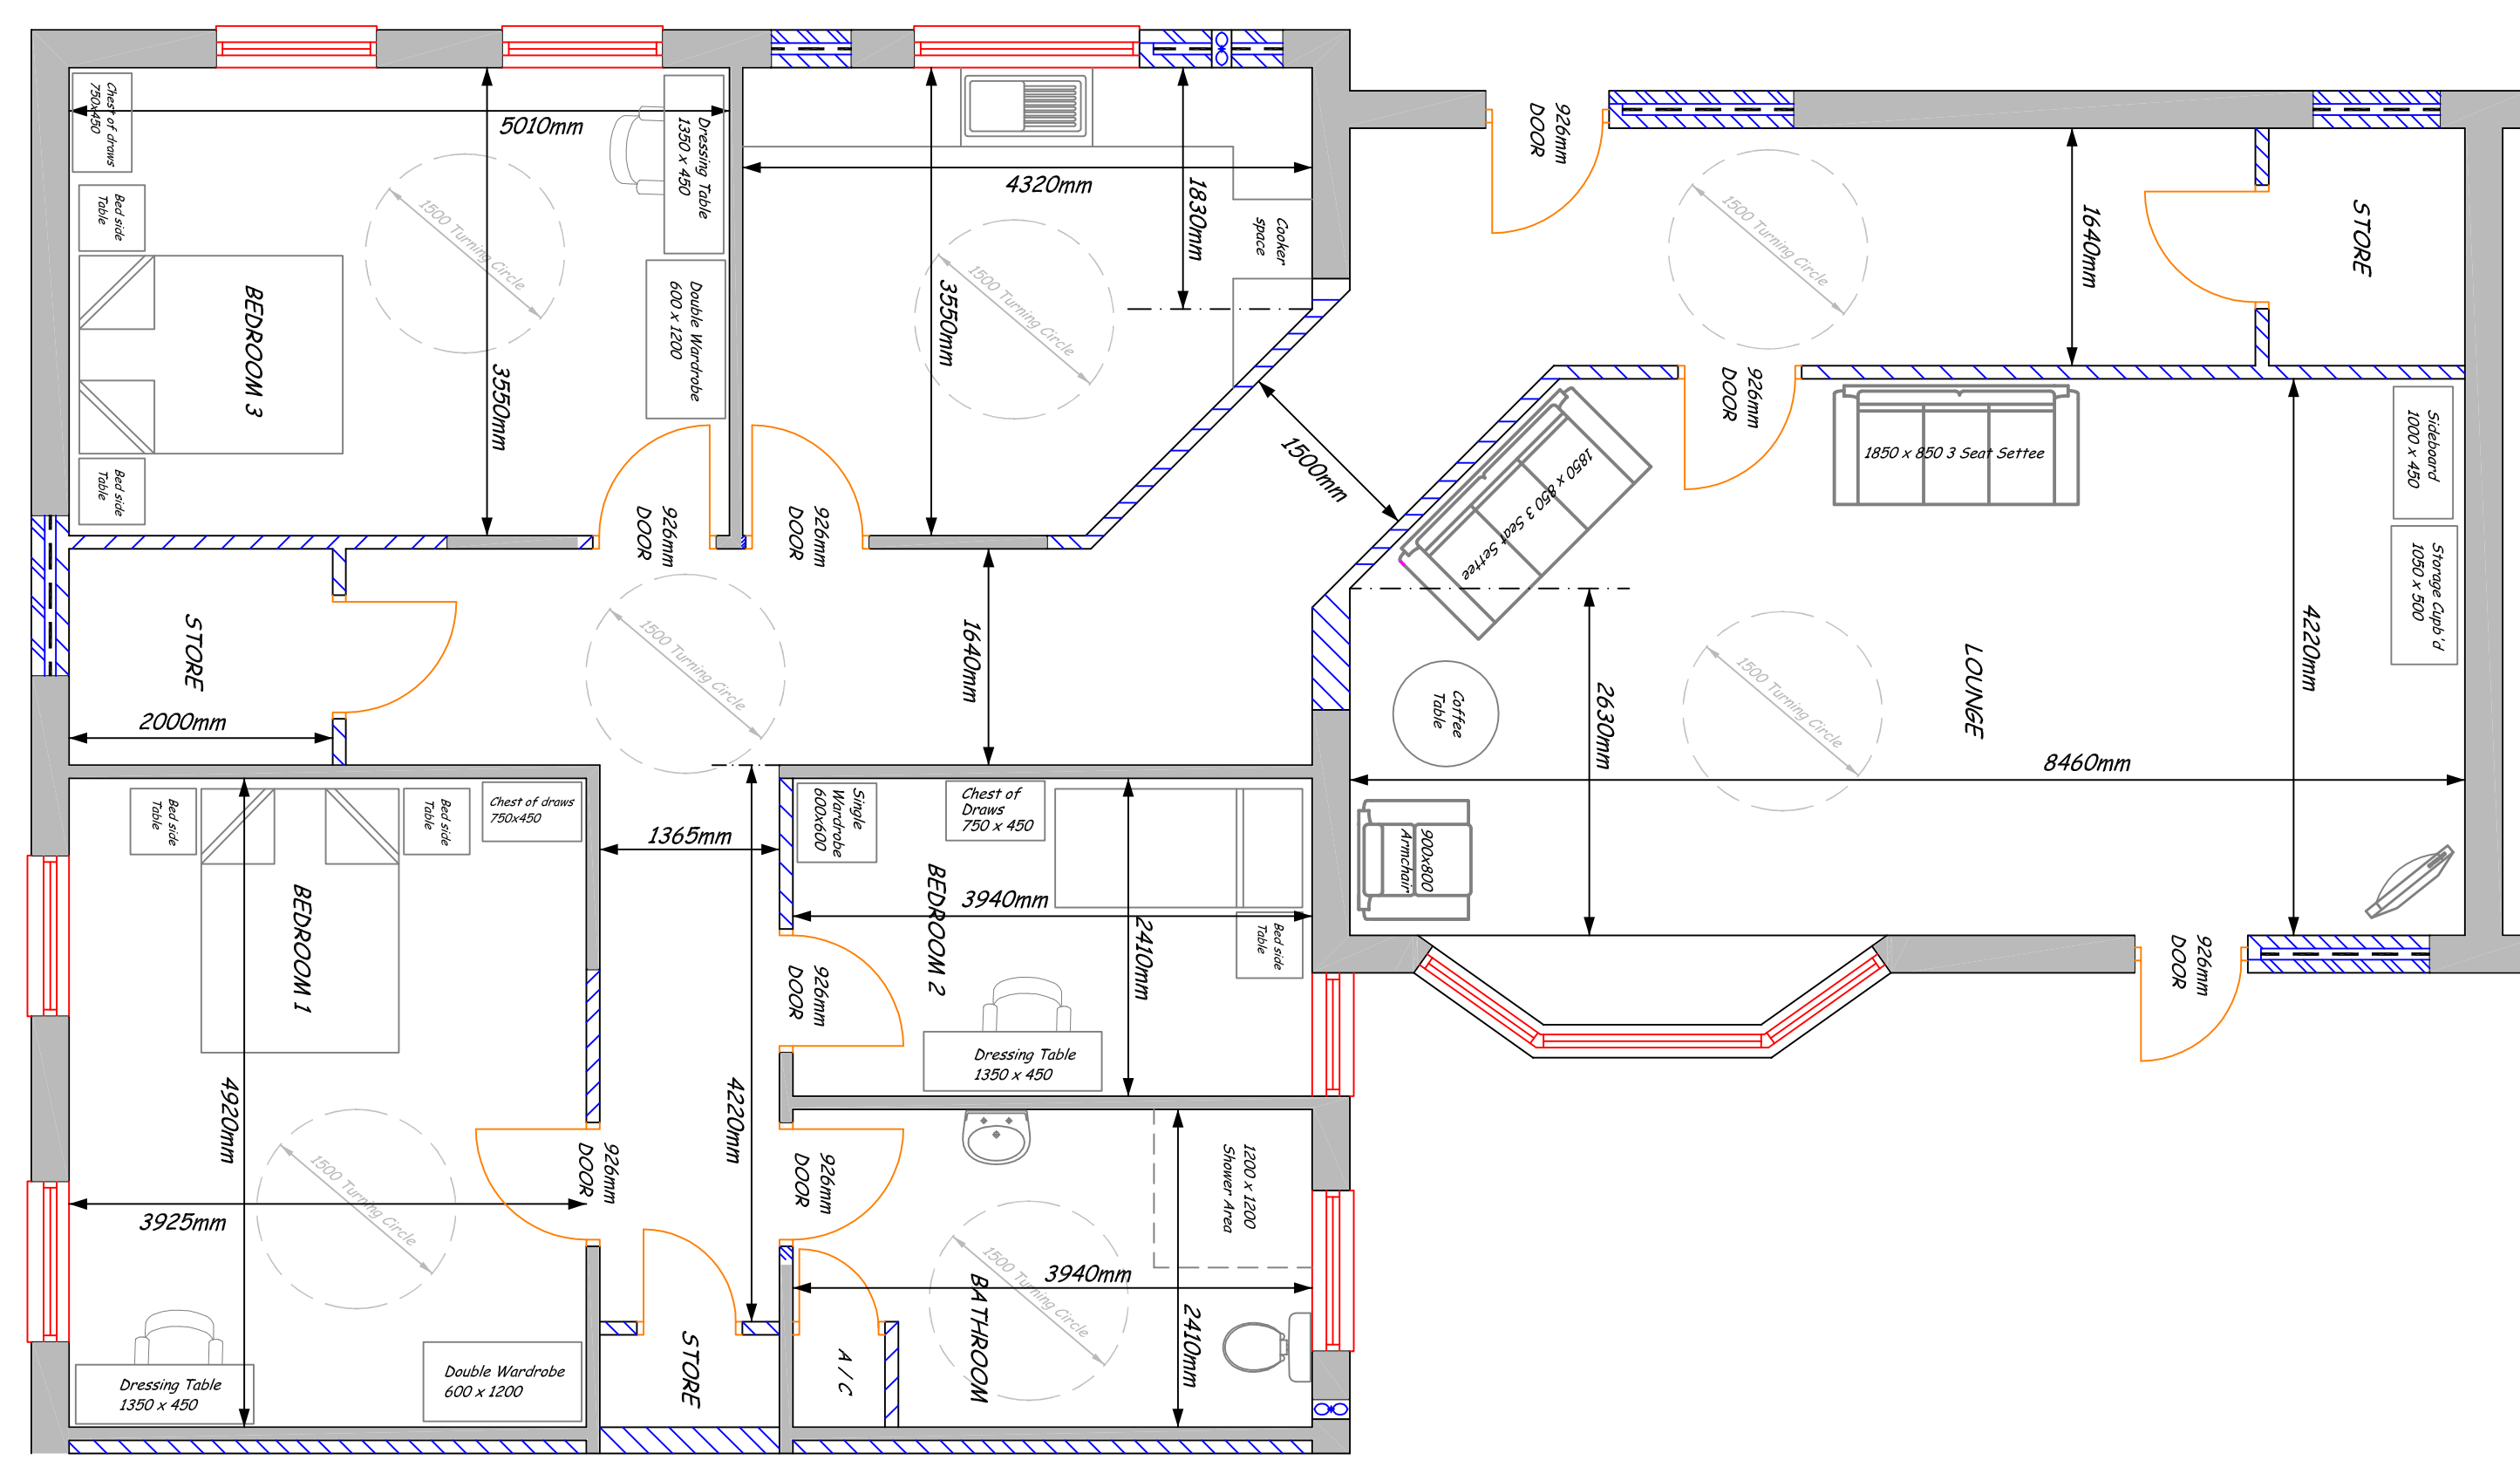 Chest of draws
750x450
5010mm
Dressing Table
1350 x 450
Bed side
Table
1500 Turning Circle
BEDROOM 3
3550mm
Double Wardrobe
600 x 1200
Bed side
Table
926mm
DOOR
4320mm
1830mm
Cooker
space
1500 Turning Circle
3550mm
926mm
DOOR
926mm
DOOR
1500 Turning Circle
1640mm
STORE
926mm
DOOR
1500mm
1850 x 850 3 Seat Settee
1850 x 850 3 Seat Settee
Sideboard
1000 x 450
Storage Cupb'd
1050 x 500
4220mm
LOUNGE
1500 Turning Circle
2630mm
Coffee
Table
8460mm
900x800
Armchair
926mm
DOOR
STORE
2000mm
1500 Turning Circle
1640mm
Bed side
Table
Bed side
Table
Chest of draws
750x450
BEDROOM 1
4920mm
3925mm
1500 Turning Circle
926mm
DOOR
Dressing Table
1350 x 450
Double Wardrobe
600 x 1200
1365mm
4220mm
STORE
Single
Wardrobe
600x600
Chest of
Draws
750 x 450
BEDROOM 2
3940mm
2410mm
Bed side
Table
926mm
DOOR
Dressing Table
1350 x 450
926mm
DOOR
1200 x 1200
Shower Area
1500 Turning Circle
3940mm
BATHROOM
2410mm
A/C